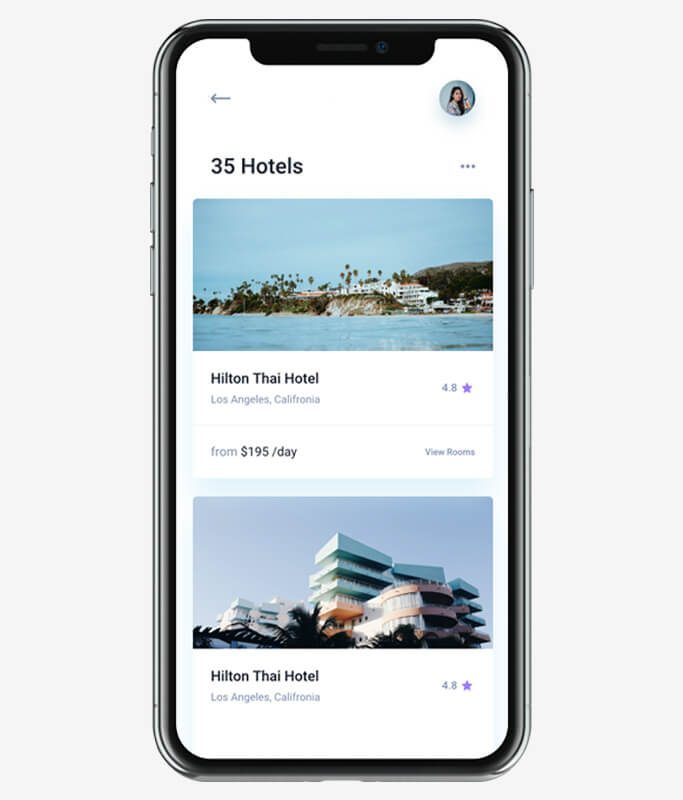 35 Hotels
Hilton Thai Hotel
4.8
Los Angeles, Califronia
from $195 /day
View Rooms
Hilton Thai Hotel
4.8
Los Angeles, Califronia